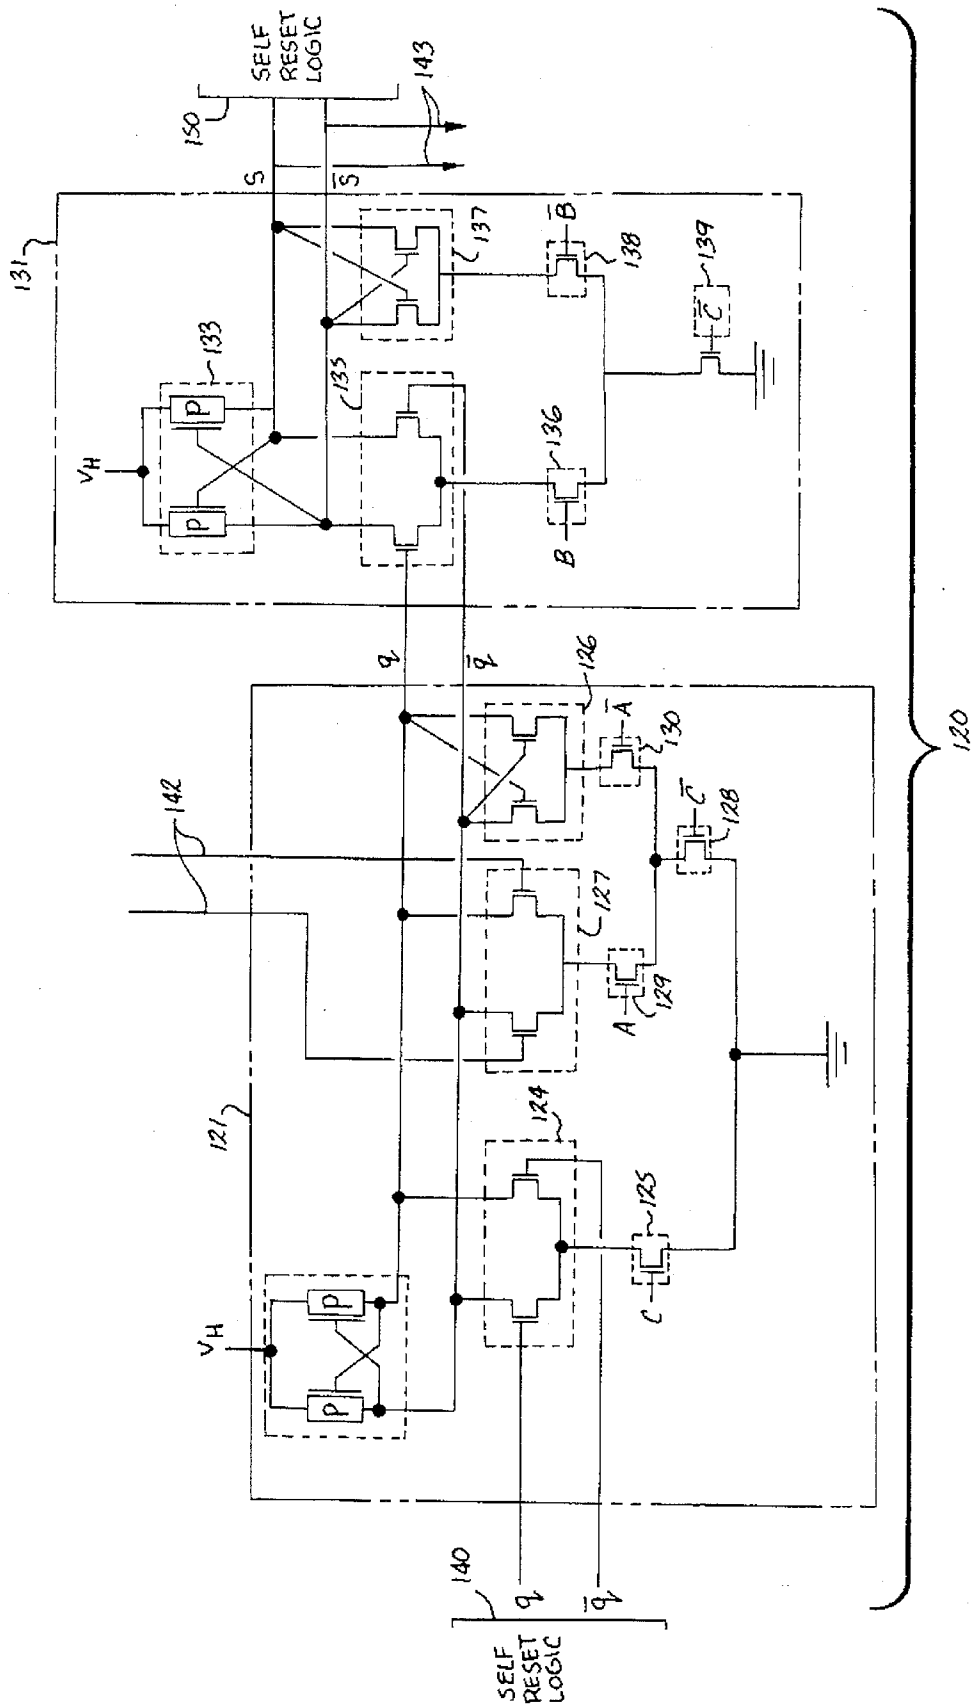 SELF
RESET
LOGIC
140
q
q̅
121
V_H
P
P
124
C
125
142
127
A
129
126
A̅
130
C̅
128
q
q̅
131
V_H
P
P
133
135
B
136
137
B̅
138
C̅
139
S
S̅
150
SELF
RESET
LOGIC
143
120